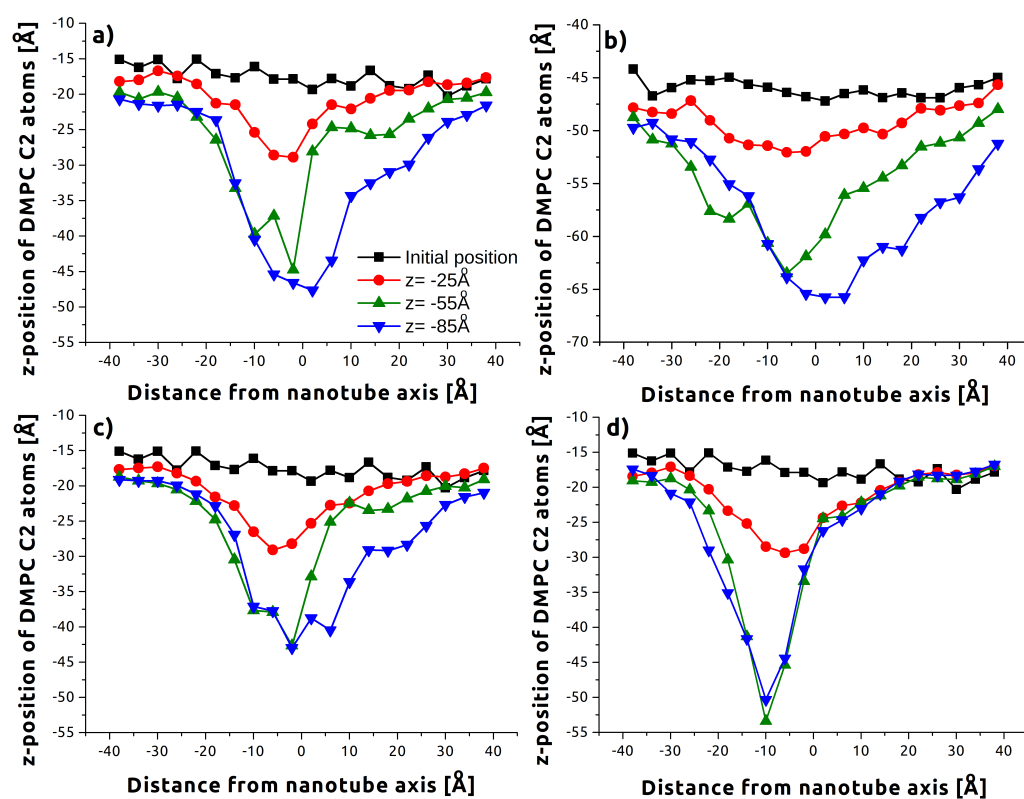 a)
z-position of DMPC C2 atoms [Å]
-10
-15
-20
-25
-30
-35
-40
-45
-50
-55
Initial position
z= -25Å
z= -55Å
z= -85Å
-40 -30 -20 -10 0 10 20 30 40
Distance from nanotube axis [Å]
b)
z-position of DMPC C2 atoms [Å]
-40
-45
-50
-55
-60
-65
-70
-40 -30 -20 -10 0 10 20 30 40
Distance from nanotube axis [Å]
c)
z-position of DMPC C2 atoms [Å]
-10
-15
-20
-25
-30
-35
-40
-45
-50
-55
-40 -30 -20 -10 0 10 20 30 40
Distance from nanotube axis [Å]
d)
z-position of DMPC C2 atoms [Å]
-10
-15
-20
-25
-30
-35
-40
-45
-50
-55
-40 -30 -20 -10 0 10 20 30 40
Distance from nanotube axis [Å]